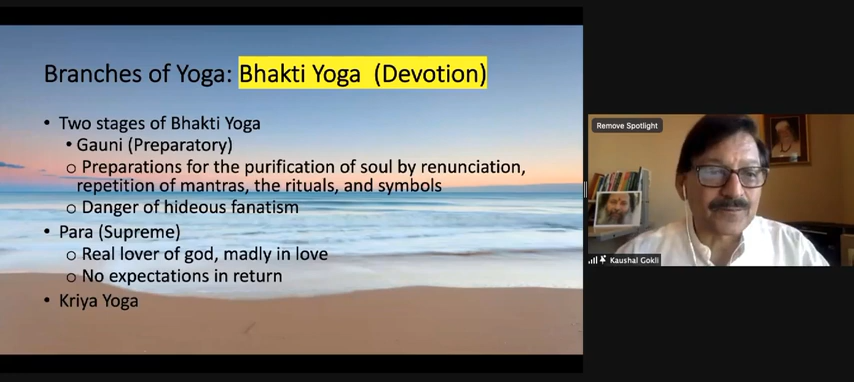 Branches of Yoga: Bhakti Yoga (Devotion)
• Two stages of Bhakti Yoga
• Gauni (Preparatory)
o Preparations for the purification of soul by renunciation,
repetition of mantras, the rituals, and symbols
o Danger of hideous fanatism
• Para (Supreme)
o Real lover of god, madly in love
o No expectations in return
• Kriya Yoga
Remove Spotlight
Kaushal Gokli